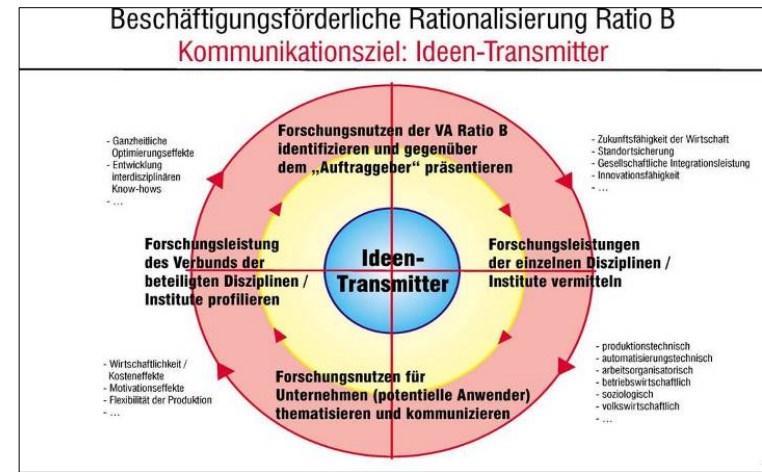 Beschäftigungsförderliche Rationalisierung Ratio B
Kommunikationsziel: Ideen-Transmitter
Forschungsnutzen der VA Ratio B
identifizieren und gegenüber
dem „Auftraggeber“ präsentieren
- Ganzheitliche
Optimierungseffekte
- Entwicklung
interdisziplinären
Know-hows
- ...
- Zukunftsfähigkeit der Wirtschaft
- Standortsicherung
- Gesellschaftliche Integrationsleistung
- Innovationsfähigkeit
- ...
Forschungsleistung
des Verbunds der
beteiligten Disziplinen /
Institute profilieren
Ideen-
Transmitter
Forschungsleistungen
der einzelnen Disziplinen /
Institute vermitteln
- Wirtschaftlichkeit /
Kosteneffekte
- Motivationseffekte
- Flexibilität der Produktion
- ...
Forschungsnutzen für
Unternehmen (potentielle Anwender)
thematisieren und kommunizieren
- produktionstechnisch
- automatisierungstechnisch
- arbeitsorganisatorisch
- betriebswirtschaftlich
- soziologisch
- volkswirtschaftlich
- ...